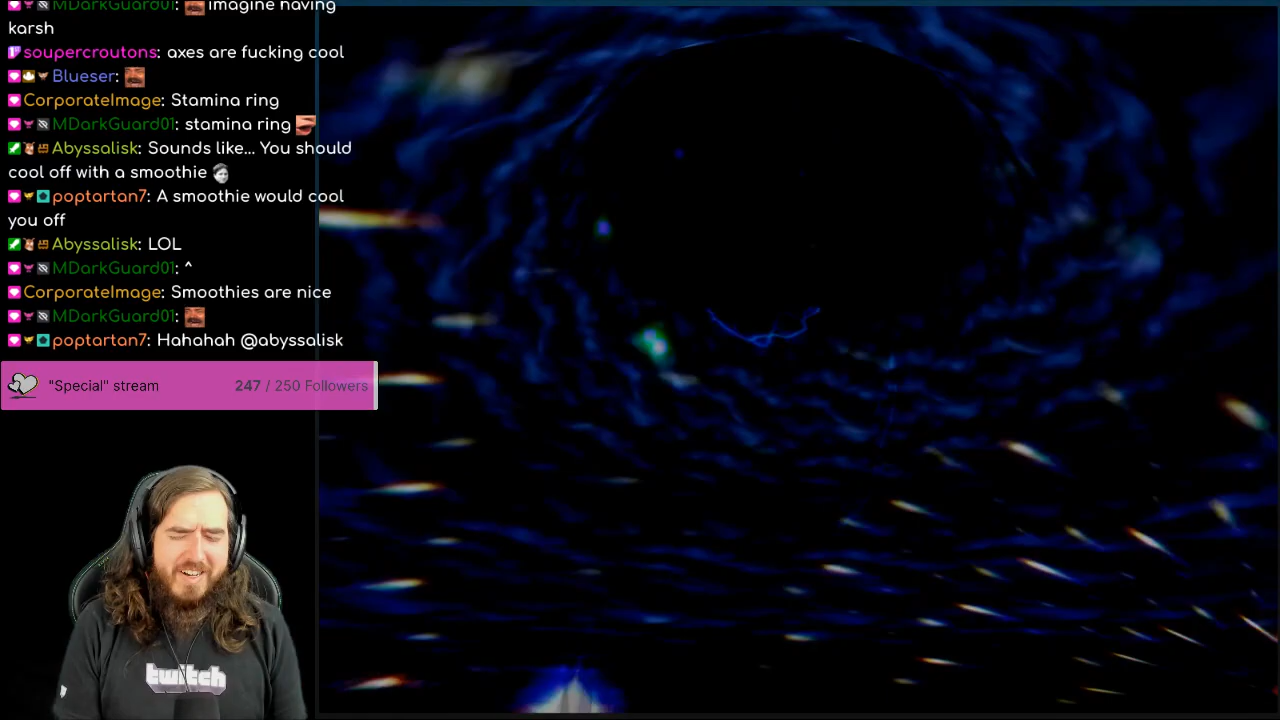 MDarkGuard01: imagine having
karsh
soupercroutons: axes are fucking cool
Blueser:
CorporateImage: Stamina ring
MDarkGuard01: stamina ring
Abyssalisk: Sounds like... You should
cool off with a smoothie
poptartan7: A smoothie would cool
you off
Abyssalisk: LOL
MDarkGuard01: ^
CorporateImage: Smoothies are nice
MDarkGuard01:
poptartan7: Hahahah @abyssalisk
"Special" stream 247 / 250 Followers
twitch